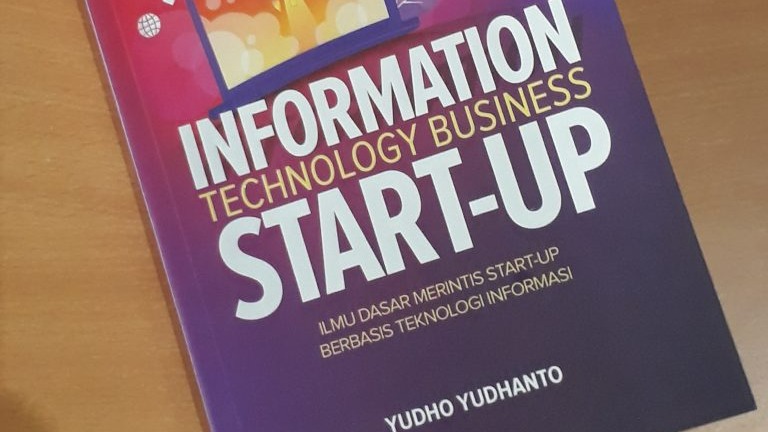 INFORMATION
TECHNOLOGY BUSINESS
START-UP
ILMU DASAR MERINTIS START-UP
BERBASIS TEKNOLOGI INFORMASI
YUDHO YUDHANTO